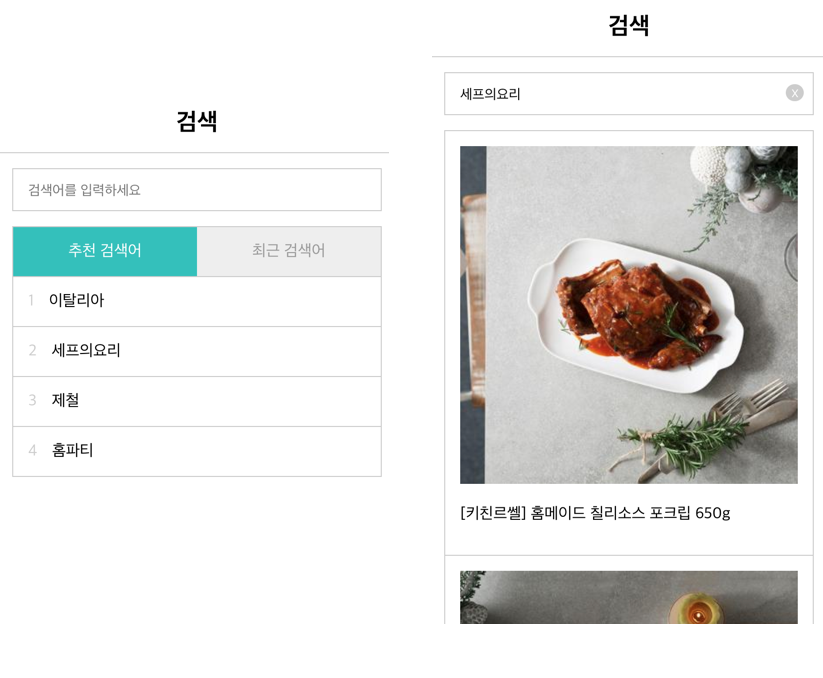 검색
검색어를 입력하세요
추천 검색어
최근 검색어
1 이탈리아
2 세프의요리
3 제철
4 홈파티
검색
세프의요리
X
[키친르쎌] 홈메이드 칠리소스 포크립 650g